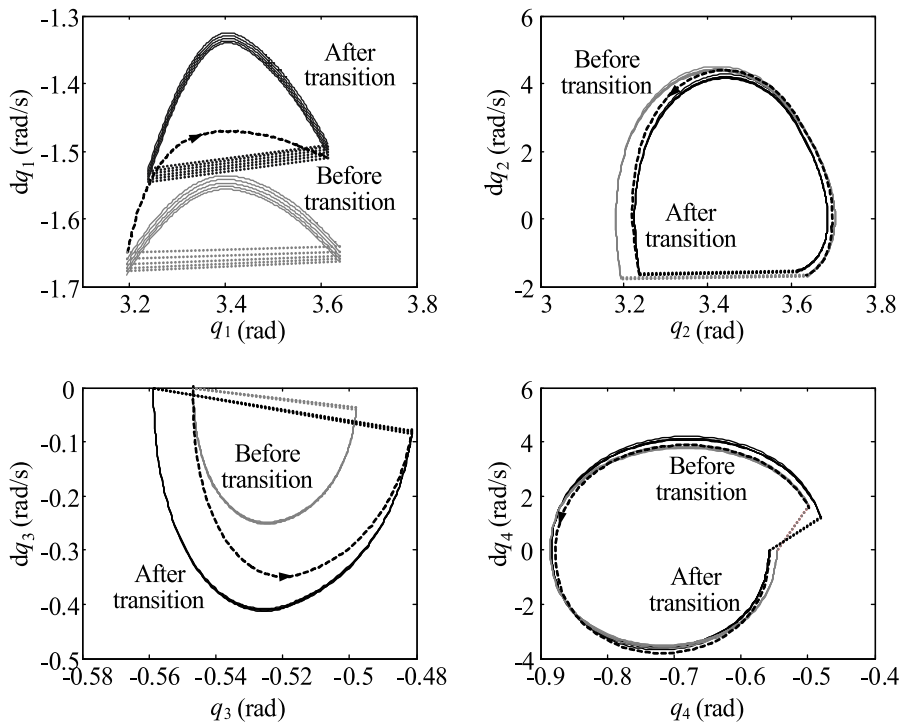 -1.3
-1.4
-1.5
-1.6
-1.7
3.2
3.4
3.6
3.8
dq1 (rad/s)
q1 (rad)
After
transition
Before
transition
6
4
2
0
-2
3
3.2
3.4
3.6
3.8
dq2 (rad/s)
q2 (rad)
Before
transition
After
transition
0
-0.1
-0.2
-0.3
-0.4
-0.5
-0.58
-0.56
-0.54
-0.52
-0.5
-0.48
dq3 (rad/s)
q3 (rad)
Before
transition
After
transition
6
4
2
0
-2
4
-0.9
-0.8
-0.7
-0.6
-0.5
-0.4
dq4 (rad/s)
q4 (rad)
Before
transition
After
transition